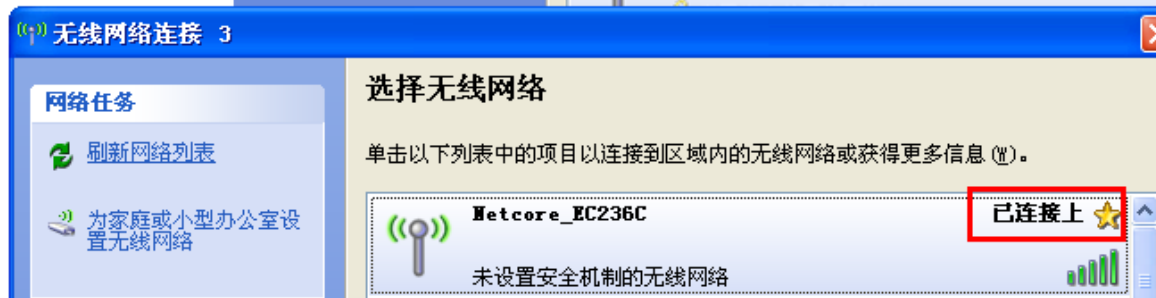 无线网络连接 3
网络任务
刷新网络列表
为家庭或小型办公室设
置无线网络
选择无线网络
单击以下列表中的项目以连接到区域内的无线网络或获得更多信息(W)。
Netcore_EC236C
已连接上
未设置安全机制的无线网络